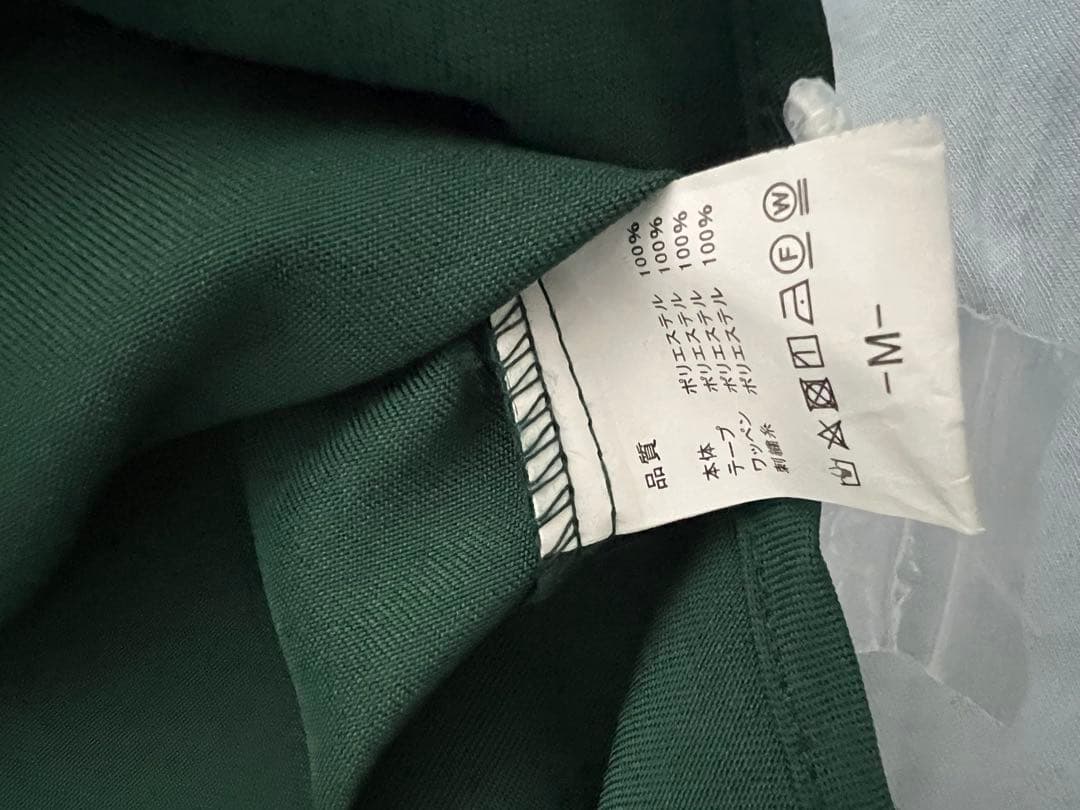 品質
本体 ポリエステル 100%
テープ ポリエステル 100%
ワッペン ポリエステル 100%
刺繍糸 ポリエステル 100%
F W
-M-